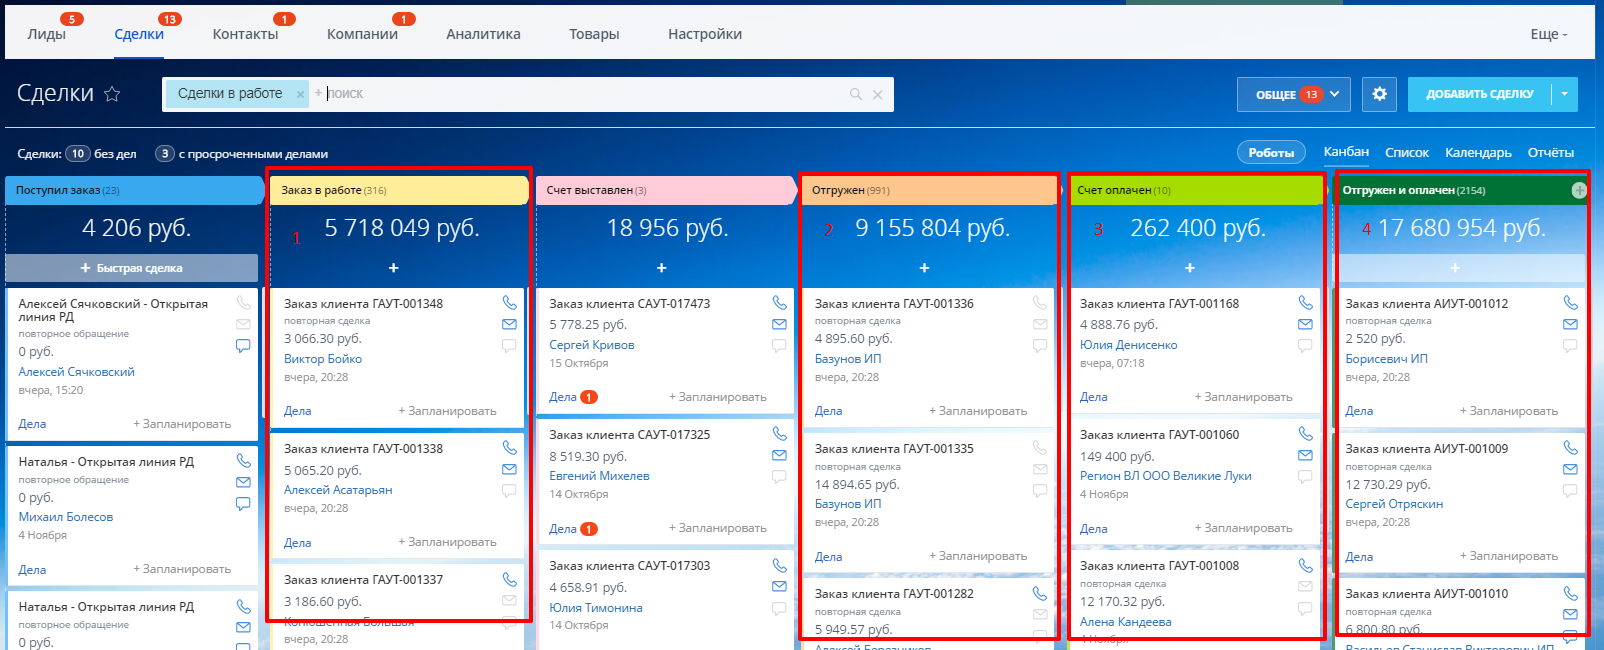 5 13 1 1
Лиды Сделки Контакты Компании Аналитика Товары Настройки Еще
Сделки Сделки в работе × + поиск ОБЩЕЕ 13 ДОБАВИТЬ СДЕЛКУ
Сделки: 10 без дел 3 с просроченными делами Роботы Канбан Список Календарь Отчёты
Поступил заказ (23)
4 206 руб.
+ Быстрая сделка
Алексей Сячковский - Открытая
линия РД
повторное обращение
0 руб.
Алексей Сячковский
вчера, 15:20
Дела + Запланировать
Наталья - Открытая линия РД
повторное обращение
0 руб.
Михаил Болесов
4 Ноября
Дела + Запланировать
Наталья - Открытая линия РД
повторное обращение
0 руб.
Заказ в работе (316)
1 5 718 049 руб.
+
Заказ клиента ГАУТ-001348
повторная сделка
3 066.30 руб.
Виктор Бойко
вчера, 20:28
Дела + Запланировать
Заказ клиента ГАУТ-001338
5 065.20 руб.
Алексей Асатарьян
вчера, 20:28
Дела + Запланировать
Заказ клиента ГАУТ-001337
3 186.60 руб.
Конюшенная Большая
вчера, 20:28
Счет выставлен (3)
18 956 руб.
+
Заказ клиента САУТ-017473
5 778.25 руб.
Сергей Кривов
15 Октября
Дела 1 + Запланировать
Заказ клиента САУТ-017325
8 519.30 руб.
Евгений Михелев
14 Октября
Дела 1 + Запланировать
Заказ клиента САУТ-017303
4 658.91 руб.
Юлия Тимонина
14 Октября
Отгружен (991)
2 9 155 804 руб.
+
Заказ клиента ГАУТ-001336
повторная сделка
4 895.60 руб.
Базунов ИП
вчера, 20:28
Дела + Запланировать
Заказ клиента ГАУТ-001335
повторная сделка
14 894.65 руб.
Базунов ИП
вчера, 20:28
Дела + Запланировать
Заказ клиента ГАУТ-001282
повторная сделка
5 949.57 руб.
Алексей Березников
Счет оплачен (10)
3 262 400 руб.
+
Заказ клиента ГАУТ-001168
4 888.76 руб.
Юлия Денисенко
вчера, 07:18
Дела + Запланировать
Заказ клиента ГАУТ-001060
149 400 руб.
Регион ВЛ ООО Великие Луки
4 Ноября
Дела + Запланировать
Заказ клиента ГАУТ-001008
повторная сделка
12 170.32 руб.
Алена Кандеева
4 Ноября
Отгружен и оплачен (2154) +
4 17 680 954 руб.
+
Заказ клиента АИУТ-001012
повторная сделка
2 520 руб.
Борисевич ИП
вчера, 20:28
Дела + Запланировать
Заказ клиента АИУТ-001009
повторная сделка
12 730.29 руб.
Сергей Отряскин
вчера, 20:28
Дела + Запланировать
Заказ клиента АИУТ-001010
повторная сделка
6 800.80 руб.
Васильев Станислав Викторович ИП